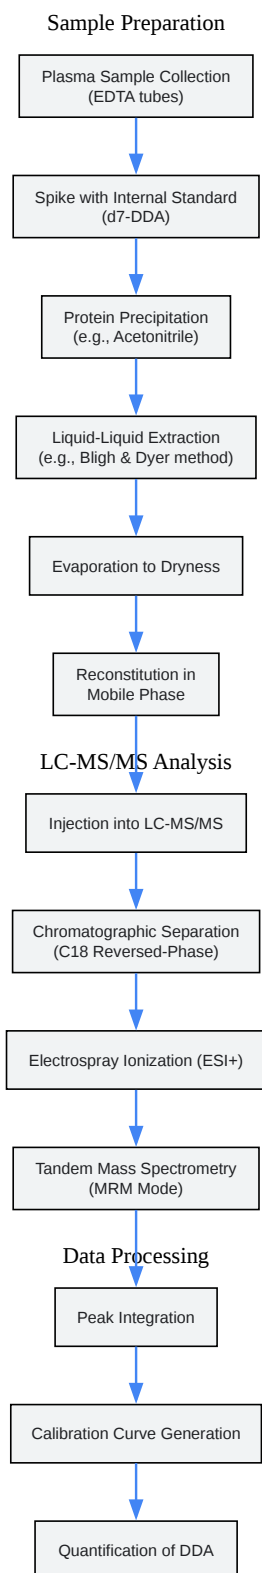 Sample Preparation
Plasma Sample Collection
(EDTA tubes)
Spike with Internal Standard
(d7-DDA)
Protein Precipitation
(e.g., Acetonitrile)
Liquid-Liquid Extraction
(e.g., Bligh & Dyer method)
Evaporation to Dryness
Reconstitution in
Mobile Phase
LC-MS/MS Analysis
Injection into LC-MS/MS
Chromatographic Separation
(C18 Reversed-Phase)
Electrospray Ionization (ESI+)
Tandem Mass Spectrometry
(MRM Mode)
Data Processing
Peak Integration
Calibration Curve Generation
Quantification of DDA